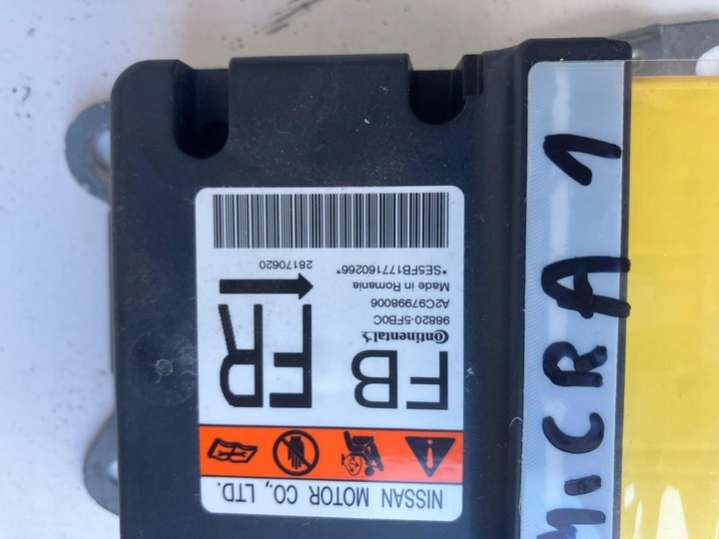 NISSAN MOTOR CO., LTD.
FB FR
Continental
98820-5FB0C
A2C97998006
Made in Romania
*SE5FB177160266*
28170620
MICRA 1